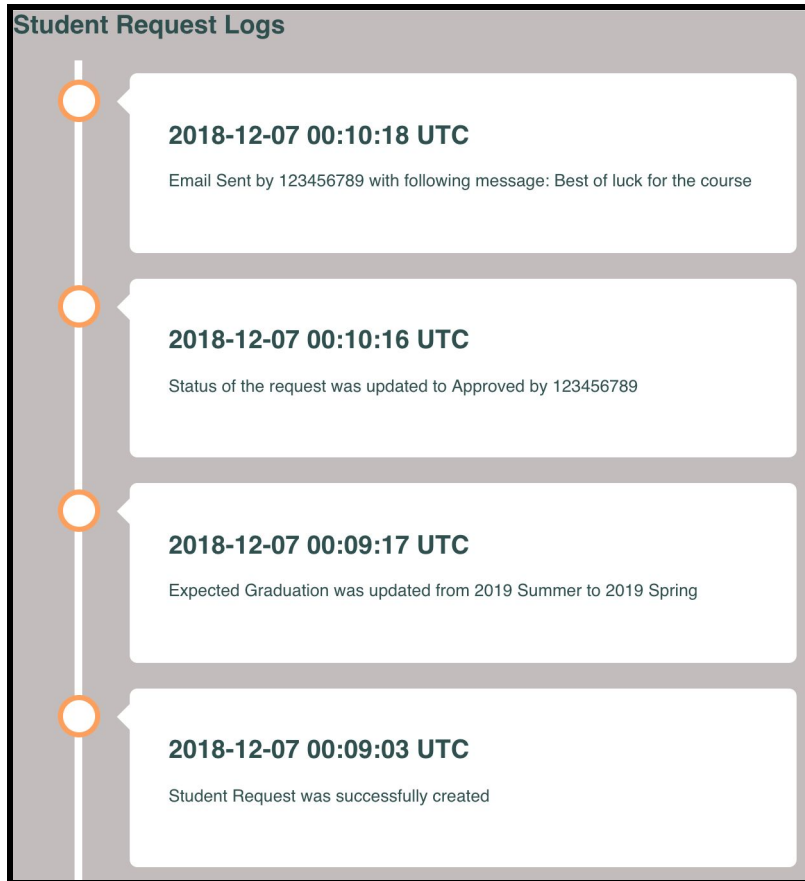 Student Request Logs
2018-12-07 00:10:18 UTC
Email Sent by 123456789 with following message: Best of luck for the course
2018-12-07 00:10:16 UTC
Status of the request was updated to Approved by 123456789
2018-12-07 00:09:17 UTC
Expected Graduation was updated from 2019 Summer to 2019 Spring
2018-12-07 00:09:03 UTC
Student Request was successfully created